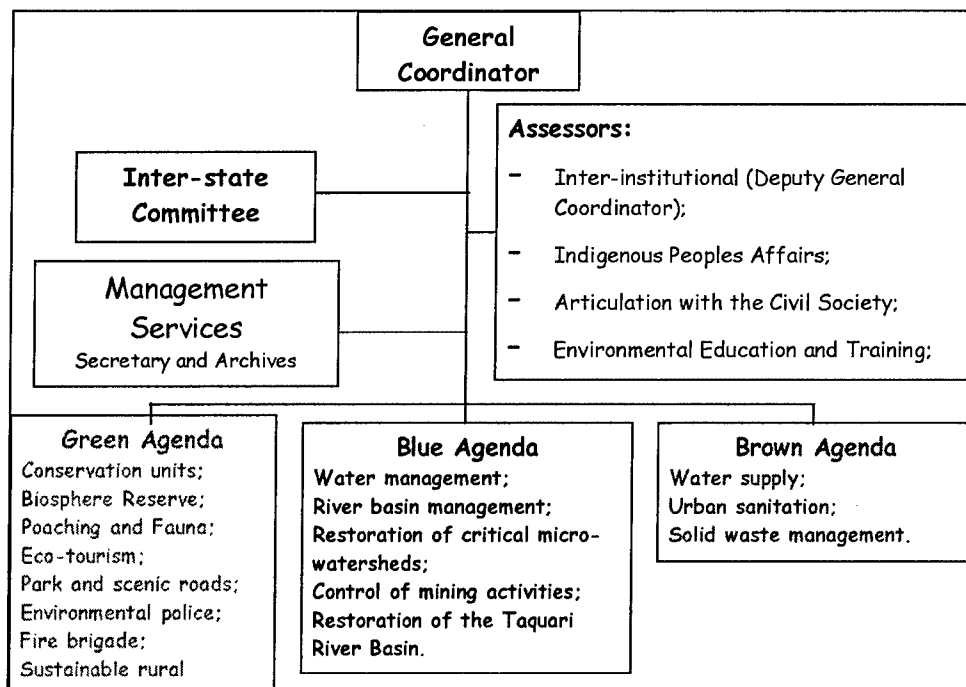 General
Coordinator
Assessors:
- Inter-institutional (Deputy General
Coordinator);
- Indigenous Peoples Affairs;
- Articulation with the Civil Society;
- Environmental Education and Training;
Inter-state
Committee
Management
Services
Secretary and Archives
Green Agenda
Conservation units;
Biosphere Reserve;
Poaching and Fauna;
Eco-tourism;
Park and scenic roads;
Environmental police;
Fire brigade;
Sustainable rural
Blue Agenda
Water management;
River basin management;
Restoration of critical micro-
watersheds;
Control of mining activities;
Restoration of the Taquari
River Basin.
Brown Agenda
Water supply;
Urban sanitation;
Solid waste management.